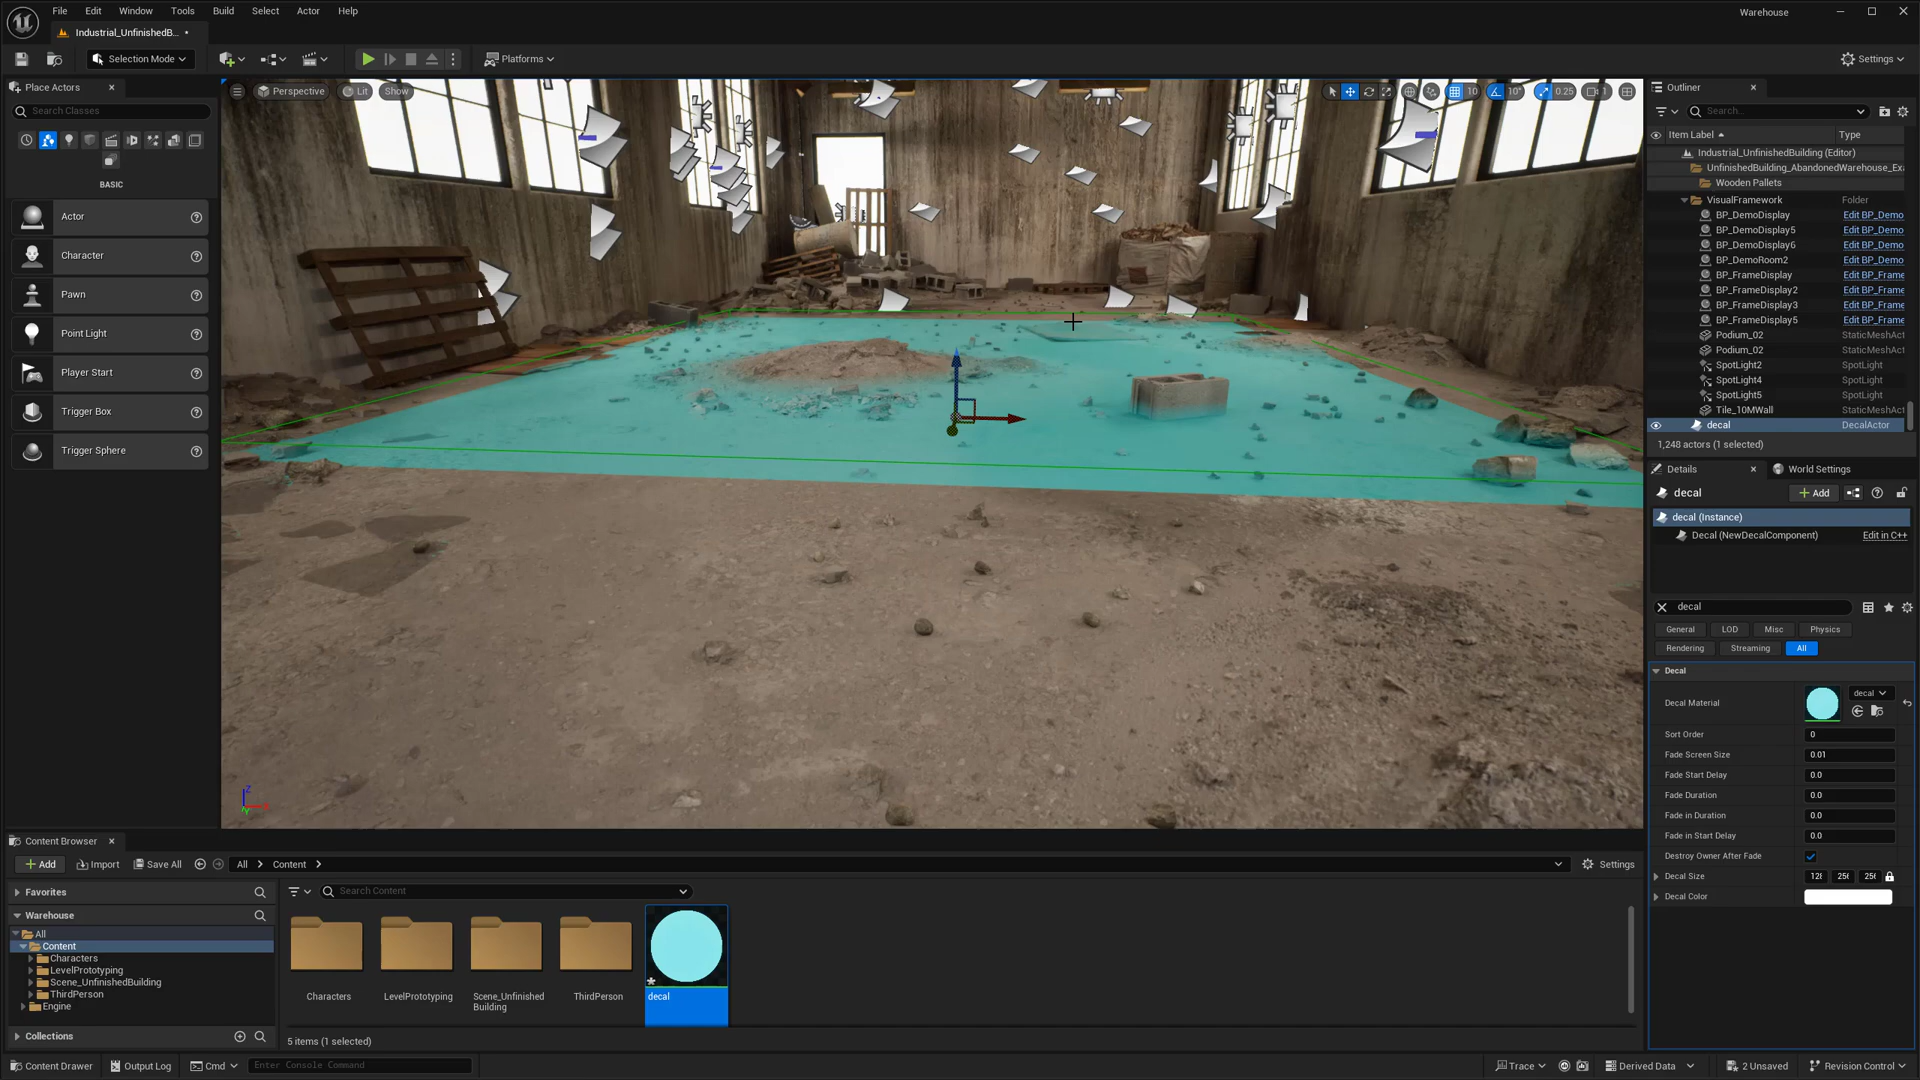 File Edit Window Tools Build Select Actor Help
Warehouse
Industrial_UnfinishedB...
Selection Mode
Platforms
Settings
Place Actors
Search Classes
BASIC
Actor
Character
Pawn
Point Light
Player Start
Trigger Box
Trigger Sphere
Perspective Lit Show
10 10° 0.25 1
Outliner
Search...
Item Label Type
Industrial_UnfinishedBuilding (Editor)
UnfinishedBuilding_AbandonedWarehouse_Ex
Wooden Pallets
VisualFramework Folder
BP_DemoDisplay Edit BP_Demo
BP_DemoDisplay5 Edit BP_Demo
BP_DemoDisplay6 Edit BP_Demo
BP_DemoRoom2 Edit BP_Demo
BP_FrameDisplay Edit BP_Frame
BP_FrameDisplay2 Edit BP_Frame
BP_FrameDisplay3 Edit BP_Frame
BP_FrameDisplay5 Edit BP_Frame
Podium_02 StaticMeshAct
Podium_02 StaticMeshAct
SpotLight2 SpotLight
SpotLight4 SpotLight
SpotLight5 SpotLight
Tile_10MWall StaticMeshAct
decal DecalActor
1,248 actors (1 selected)
Details World Settings
decal Add
decal (Instance)
Decal (NewDecalComponent) Edit in C++
decal
General LOD Misc Physics
Rendering Streaming All
Decal
Decal Material decal
Sort Order 0
Fade Screen Size 0.01
Fade Start Delay 0.0
Fade Duration 0.0
Fade in Duration 0.0
Fade in Start Delay 0.0
Destroy Owner After Fade
Decal Size 128 256 256
Decal Color
Z
Content Browser
Add Import Save All All Content
Settings
Favorites
Search Content
Warehouse
All
Content
Characters
LevelPrototyping
Scene_UnfinishedBuilding
ThirdPerson
Engine
Collections
Characters
LevelPrototyping
Scene_Unfinished
Building
ThirdPerson
decal
5 items (1 selected)
Content Drawer Output Log Cmd Enter Console Command
Trace Derived Data 2 Unsaved Revision Control